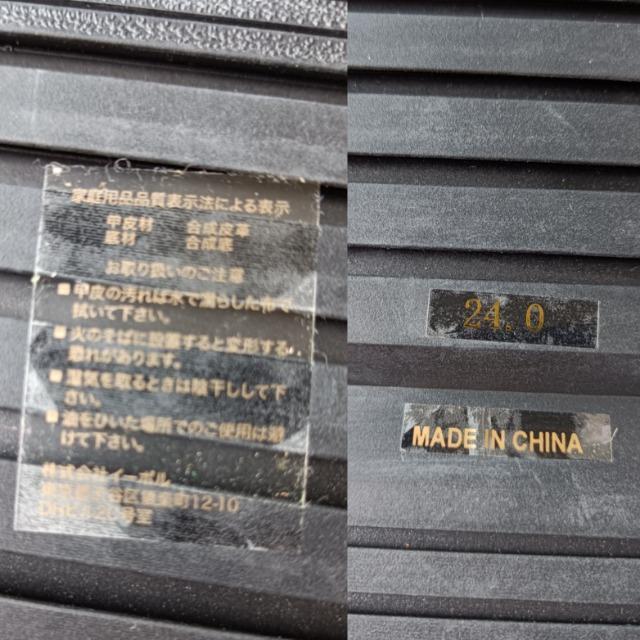 家庭用品品質表示法による表示
甲皮材 合成皮革
底材 合成底
お取り扱いのご注意
■甲皮の汚れは水で濡らした布で
拭いて下さい。
■火のそばに放置すると変形する
恐れがあります。
■湿気を取るときは陰干しして下
さい。
■油をひいた場所でのご使用は避
けて下さい。
株式会社イーボル
12-10
号室
24.0
MADE IN CHINA